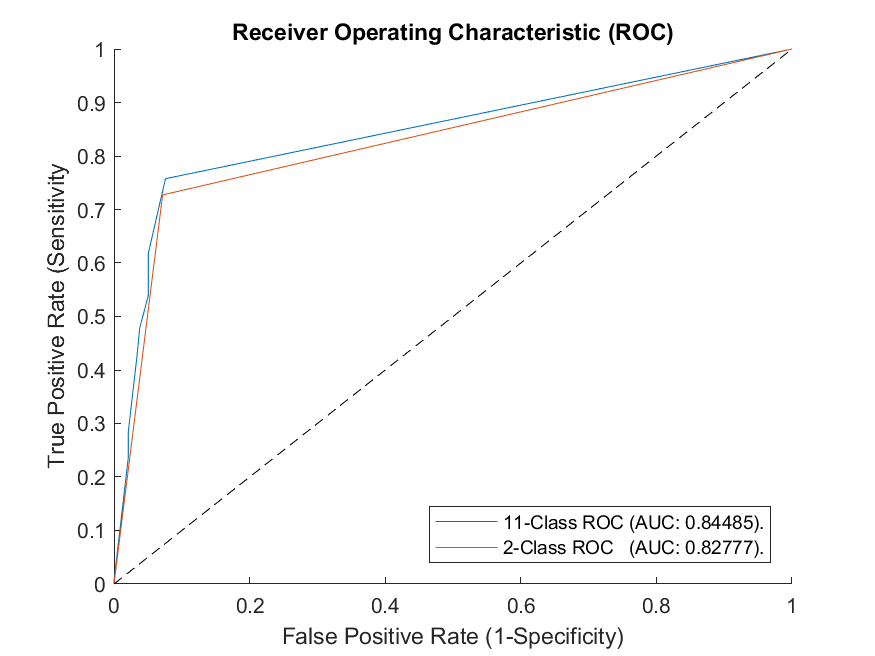 Receiver Operating Characteristic (ROC)
1
0.9
0.8
0.7
0.6
0.5
0.4
0.3
0.2
0.1
0
True Positive Rate (Sensitivity
11-Class ROC (AUC: 0.84485).
2-Class ROC (AUC: 0.82777).
0 0.2 0.4 0.6 0.8 1
False Positive Rate (1-Specificity)